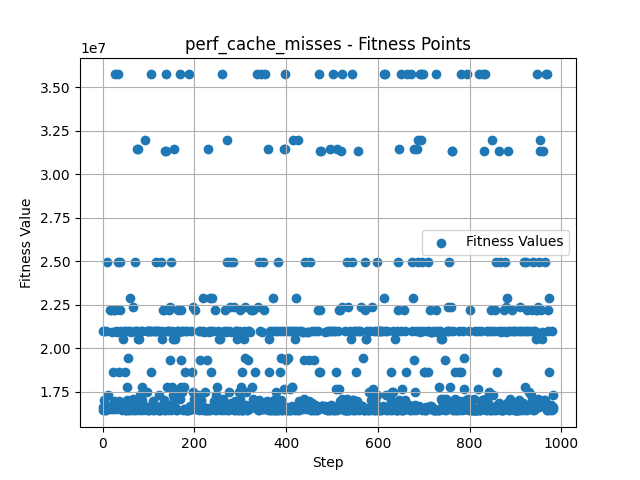 perf_cache_misses - Fitness Points
1e7
3.50
3.25
3.00
2.75
2.50
2.25
2.00
1.75
Fitness Value
Fitness Values
0 200 400 600 800 1000
Step